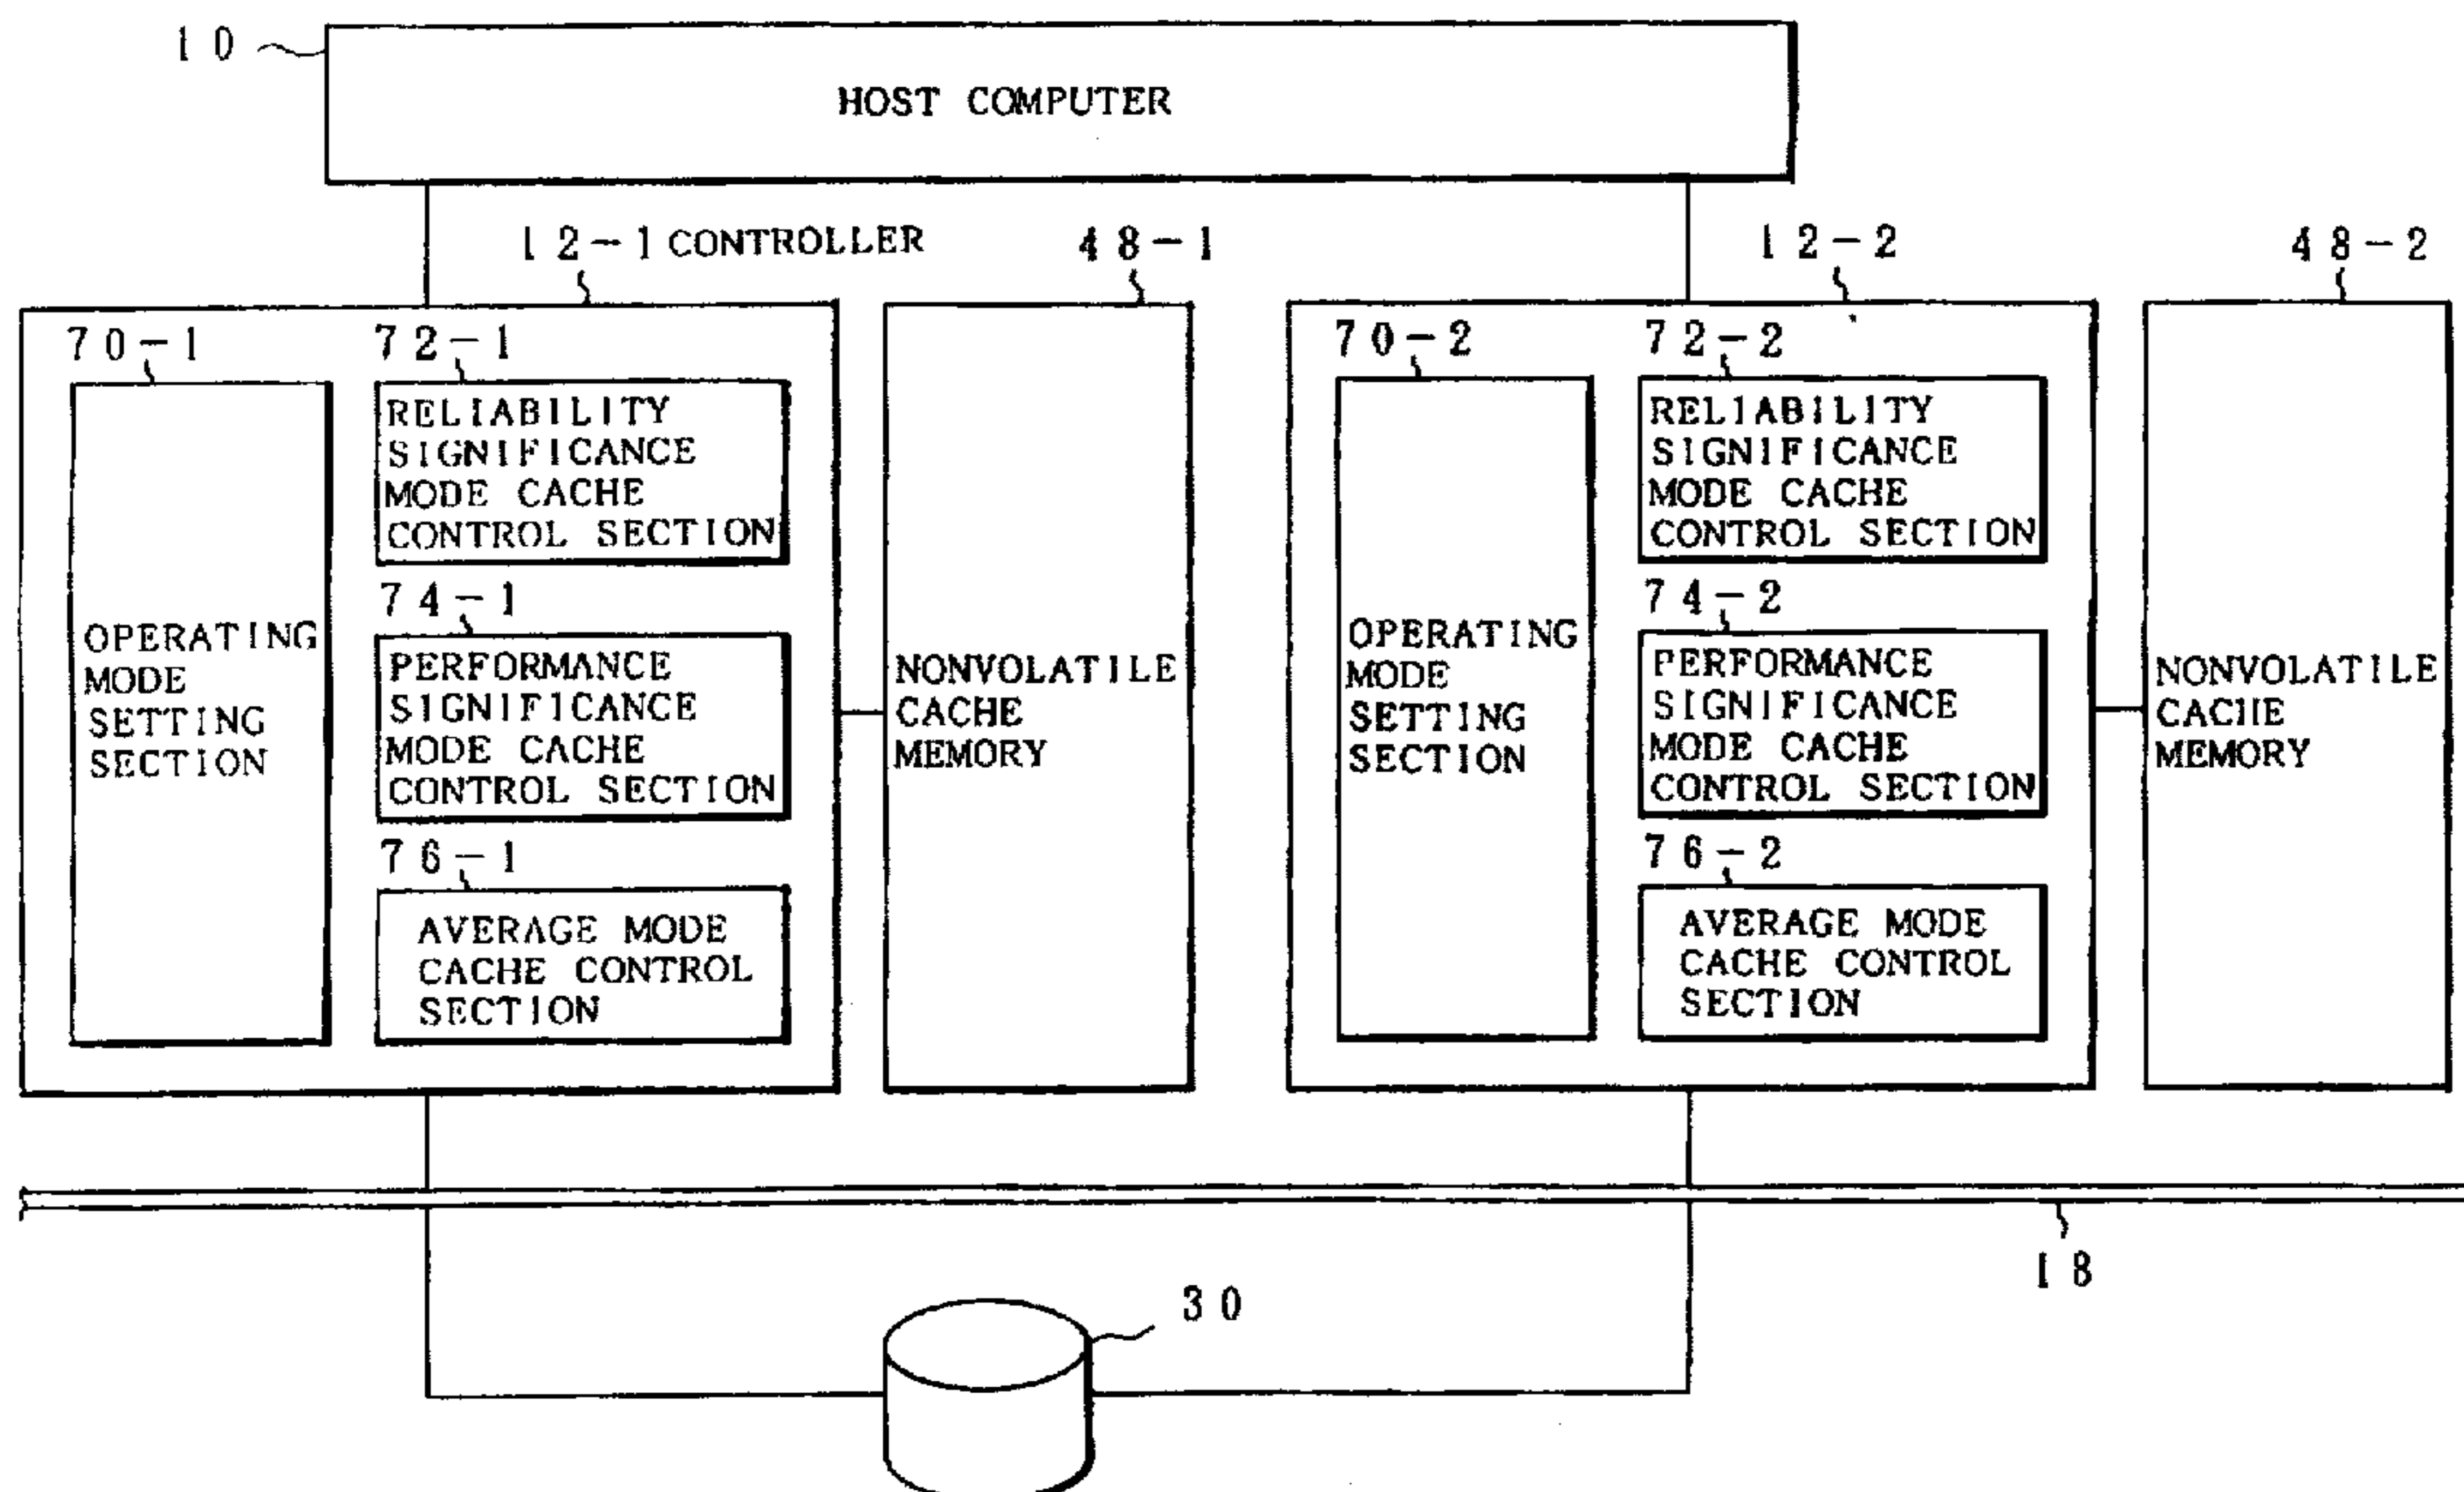 10
HOST COMPUTER
12-1 CONTROLLER
48-1
12-2
48-2
70-1
72-1
RELIABILITY
SIGNIFICANCE
MODE CACHE
CONTROL SECTION
OPERATING
MODE
SETTING
SECTION
74-1
PERFORMANCE
SIGNIFICANCE
MODE CACHE
CONTROL SECTION
76-1
AVERAGE MODE
CACHE CONTROL
SECTION
NONVOLATILE
CACHE
MEMORY
70-2
72-2
RELIABILITY
SIGNIFICANCE
MODE CACHE
CONTROL SECTION
OPERATING
MODE
SETTING
SECTION
74-2
PERFORMANCE
SIGNIFICANCE
MODE CACHE
CONTROL SECTION
76-2
AVERAGE MODE
CACHE CONTROL
SECTION
NONVOLATILE
CACHE
MEMORY
18
30